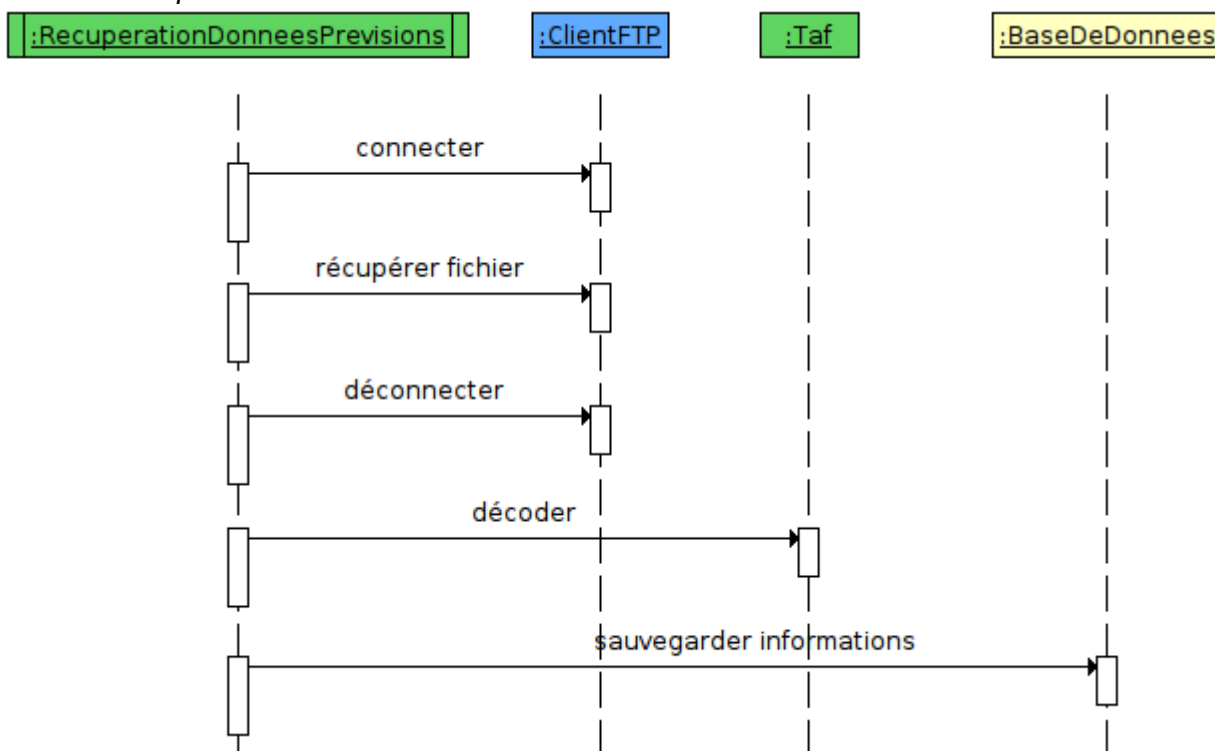 :RecuperationDonneesPrevisions :ClientFTP :Taf :BaseDeDonnees
connecter
récupérer fichier
déconnecter
décoder
sauvegarder informations